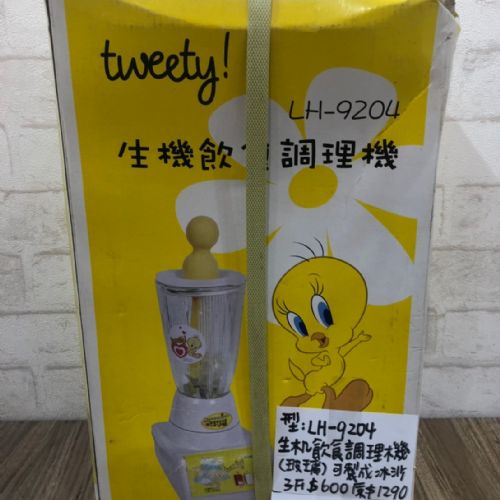 tweety!
LH-9204
生機飲食調理機
型:LH-9204
生机飲食調理機
(玻璃)可製成冰沙
$600 原$1290